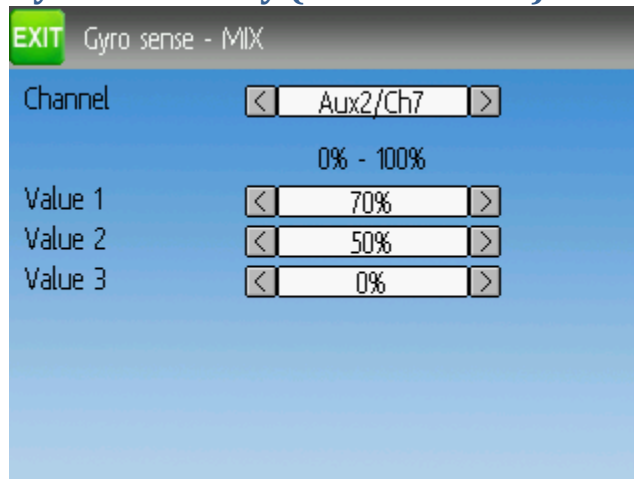 EXIT Gyro sense - MIX
Channel < Aux2/Ch7 >
0% - 100%
Value 1 < 70% >
Value 2 < 50% >
Value 3 < 0% >